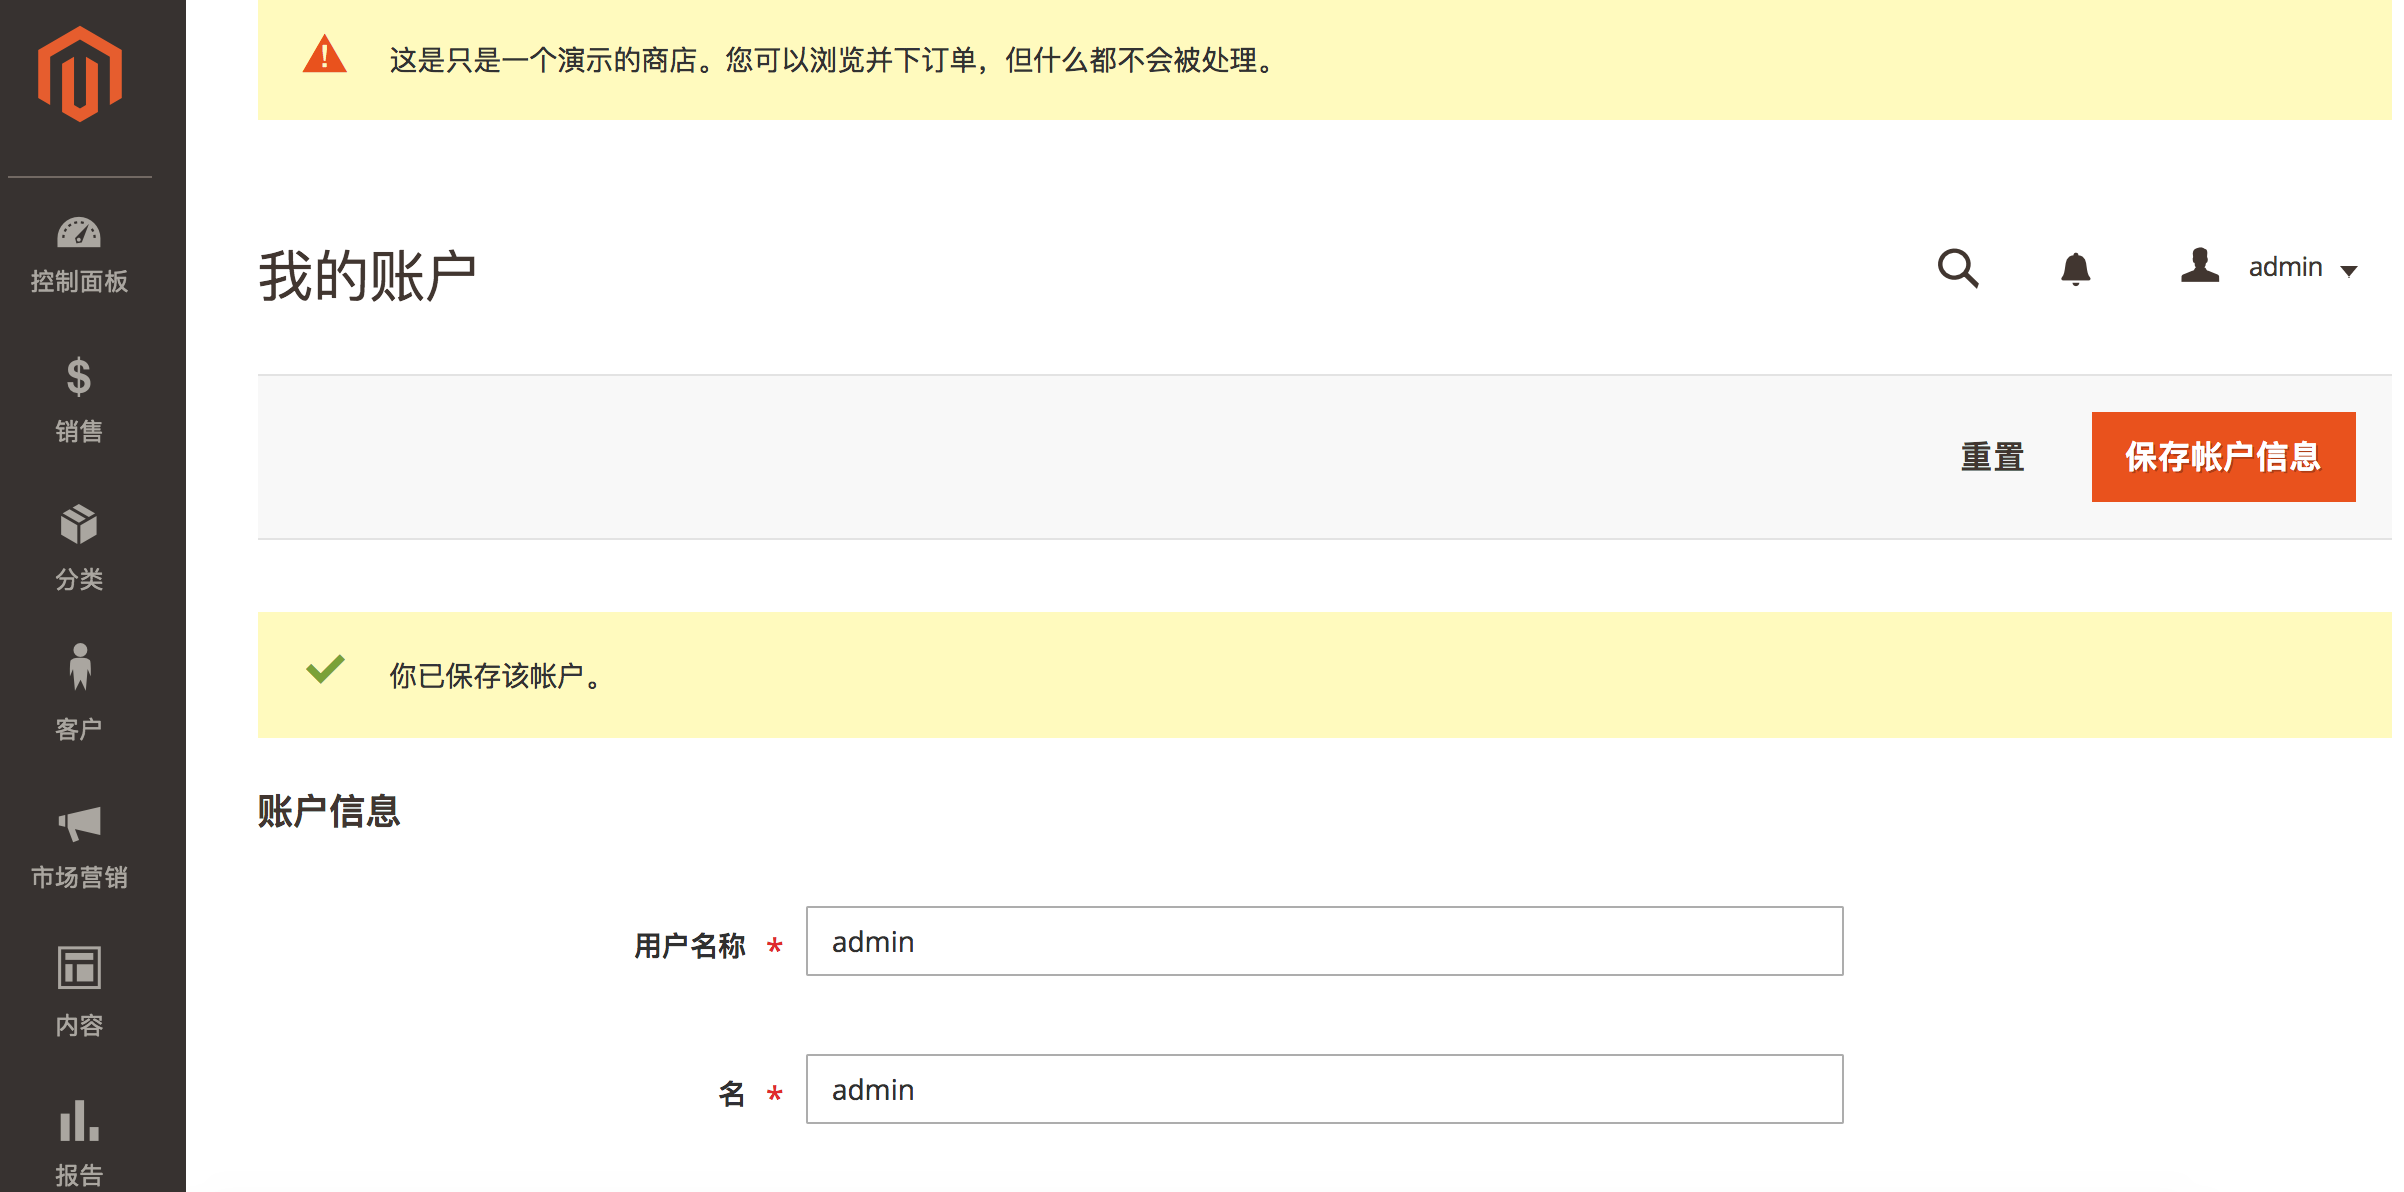 这是只是一个演示的商店。您可以浏览并下订单，但什么都不会被处理。
我的账户
admin
控制面板
销售
分类
客户
市场营销
内容
报告
重置
保存帐户信息
你已保存该帐户。
账户信息
用户名称 * admin
名 * admin